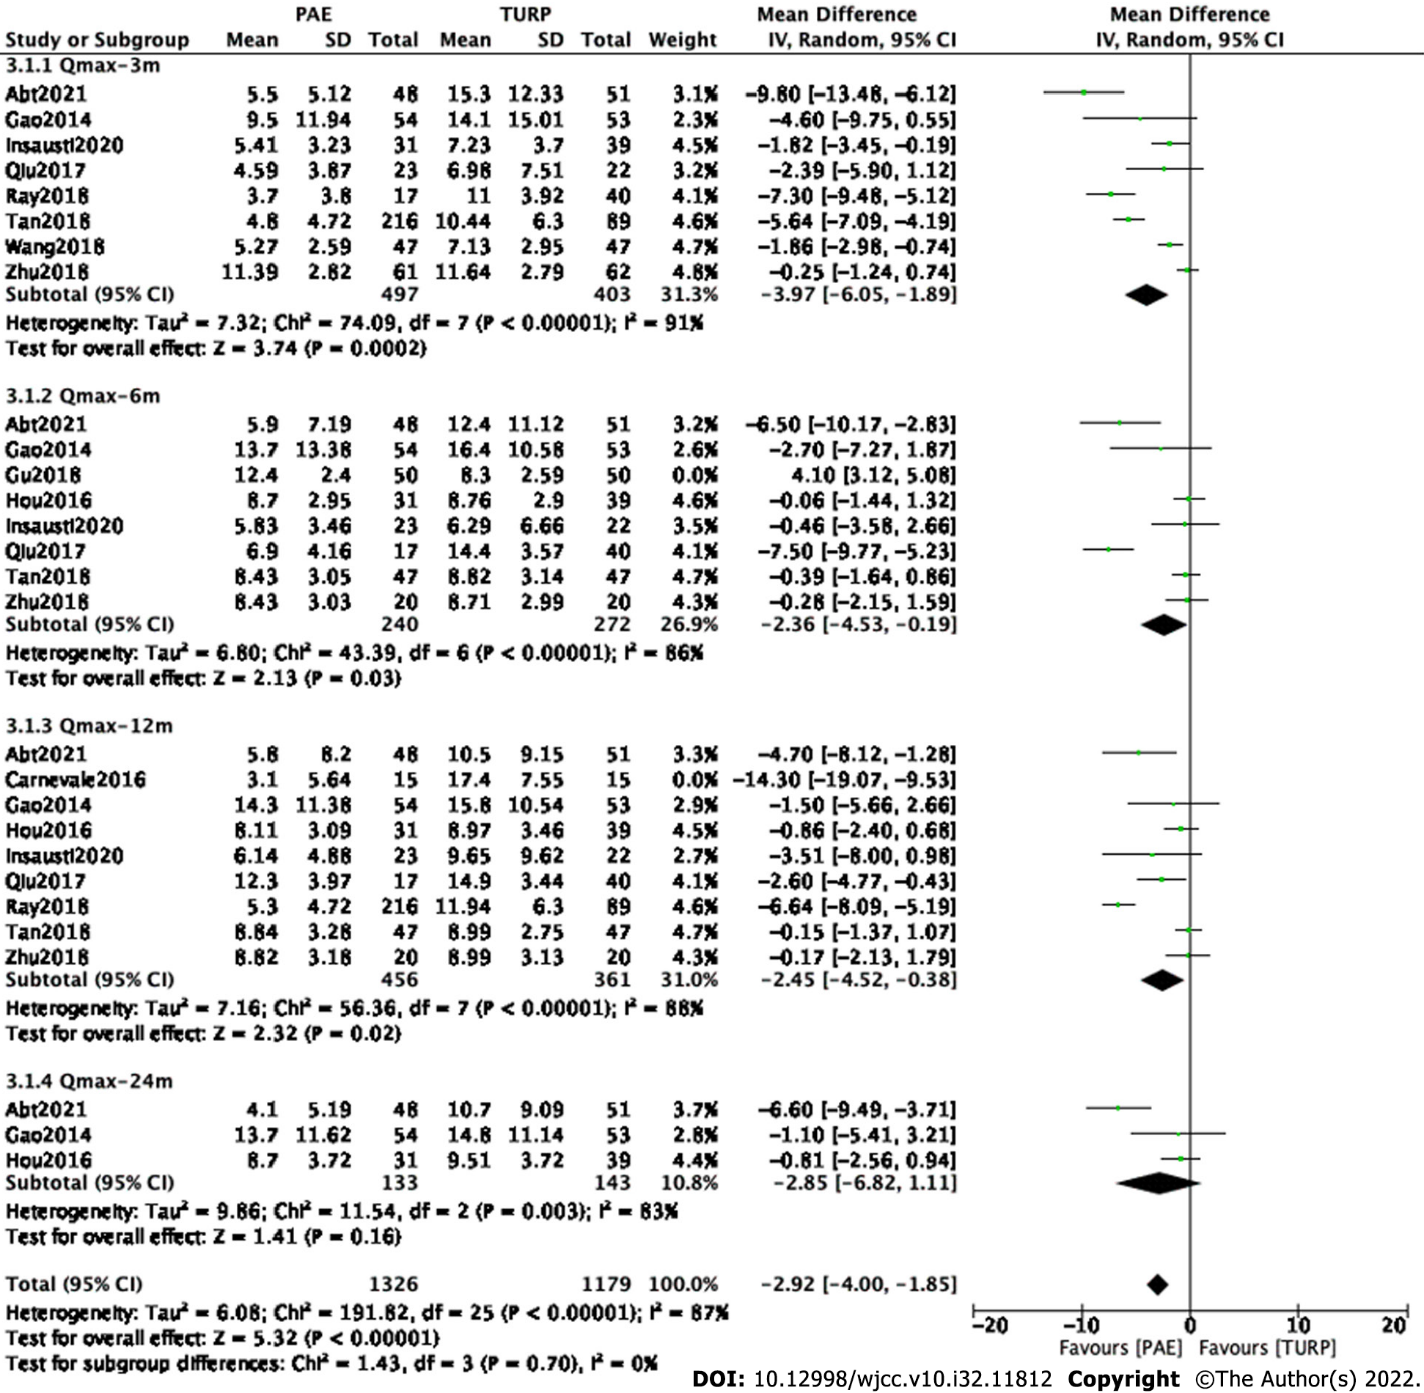 PAE TURP Mean Difference Mean Difference
Study or Subgroup Mean SD Total Mean SD Total Weight IV, Random, 95% CI IV, Random, 95% CI
3.1.1 Qmax-3m
Abt2021 5.5 5.12 48 15.3 12.33 51 3.1% -9.80 [-13.48, -6.12]
Gao2014 9.5 11.94 54 14.1 15.01 53 2.3% -4.60 [-9.75, 0.55]
Insausti2020 5.41 3.23 31 7.23 3.7 39 4.5% -1.82 [-3.45, -0.19]
Qiu2017 4.59 3.87 23 6.98 7.51 22 3.2% -2.39 [-5.90, 1.12]
Ray2018 3.7 3.8 17 11 3.92 40 4.1% -7.30 [-9.48, -5.12]
Tan2018 4.8 4.72 216 10.44 6.3 89 4.6% -5.64 [-7.09, -4.19]
Wang2018 5.27 2.59 47 7.13 2.95 47 4.7% -1.86 [-2.98, -0.74]
Zhu2018 11.39 2.82 61 11.64 2.79 62 4.8% -0.25 [-1.24, 0.74]
Subtotal (95% CI) 497 403 31.3% -3.97 [-6.05, -1.89]
Heterogeneity: Tau² = 7.32; Chi² = 74.09, df = 7 (P < 0.00001); I² = 91%
Test for overall effect: Z = 3.74 (P = 0.0002)
3.1.2 Qmax-6m
Abt2021 5.9 7.19 48 12.4 11.12 51 3.2% -6.50 [-10.17, -2.83]
Gao2014 13.7 13.38 54 16.4 10.58 53 2.6% -2.70 [-7.27, 1.87]
Gu2018 12.4 2.4 50 8.3 2.59 50 0.0% 4.10 [3.12, 5.08]
Hou2016 8.7 2.95 31 8.76 2.9 39 4.6% -0.06 [-1.44, 1.32]
Insausti2020 5.83 3.46 23 6.29 6.66 22 3.5% -0.46 [-3.58, 2.66]
Qiu2017 6.9 4.16 17 14.4 3.57 40 4.1% -7.50 [-9.77, -5.23]
Tan2018 8.43 3.05 47 8.82 3.14 47 4.7% -0.39 [-1.64, 0.86]
Zhu2018 8.43 3.03 20 8.71 2.99 20 4.3% -0.28 [-2.15, 1.59]
Subtotal (95% CI) 240 272 26.9% -2.36 [-4.53, -0.19]
Heterogeneity: Tau² = 6.80; Chi² = 43.39, df = 6 (P < 0.00001); I² = 86%
Test for overall effect: Z = 2.13 (P = 0.03)
3.1.3 Qmax-12m
Abt2021 5.8 8.2 48 10.5 9.15 51 3.3% -4.70 [-8.12, -1.28]
Carnevale2016 3.1 5.64 15 17.4 7.55 15 0.0% -14.30 [-19.07, -9.53]
Gao2014 14.3 11.38 54 15.8 10.54 53 2.9% -1.50 [-5.66, 2.66]
Hou2016 8.11 3.09 31 8.97 3.46 39 4.5% -0.86 [-2.40, 0.68]
Insausti2020 6.14 4.88 23 9.65 9.62 22 2.7% -3.51 [-8.00, 0.98]
Qiu2017 12.3 3.97 17 14.9 3.44 40 4.1% -2.60 [-4.77, -0.43]
Ray2018 5.3 4.72 216 11.94 6.3 89 4.6% -6.64 [-8.09, -5.19]
Tan2018 8.84 3.28 47 8.99 2.75 47 4.7% -0.15 [-1.37, 1.07]
Zhu2018 8.82 3.18 20 8.99 3.13 20 4.3% -0.17 [-2.13, 1.79]
Subtotal (95% CI) 456 361 31.0% -2.45 [-4.52, -0.38]
Heterogeneity: Tau² = 7.16; Chi² = 56.36, df = 7 (P < 0.00001); I² = 88%
Test for overall effect: Z = 2.32 (P = 0.02)
3.1.4 Qmax-24m
Abt2021 4.1 5.19 48 10.7 9.09 51 3.7% -6.60 [-9.49, -3.71]
Gao2014 13.7 11.62 54 14.8 11.14 53 2.8% -1.10 [-5.41, 3.21]
Hou2016 8.7 3.72 31 9.51 3.72 39 4.4% -0.81 [-2.56, 0.94]
Subtotal (95% CI) 133 143 10.8% -2.85 [-6.82, 1.11]
Heterogeneity: Tau² = 9.86; Chi² = 11.54, df = 2 (P = 0.003); I² = 83%
Test for overall effect: Z = 1.41 (P = 0.16)
Total (95% CI) 1326 1179 100.0% -2.92 [-4.00, -1.85]
Heterogeneity: Tau² = 6.08; Chi² = 191.82, df = 25 (P < 0.00001); I² = 87%
Test for overall effect: Z = 5.32 (P < 0.00001)
Test for subgroup differences: Chi² = 1.43, df = 3 (P = 0.70), I² = 0%
-20 -10 0 10 20
Favours [PAE] Favours [TURP]
DOI: 10.12998/wjcc.v10.i32.11812 Copyright ©The Author(s) 2022.